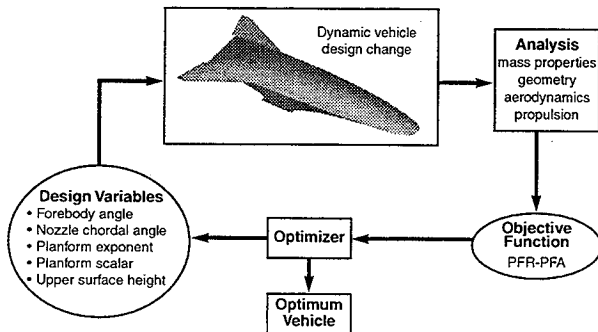 Dynamic vehicle
design change
Analysis
mass properties
geometry
aerodynamics
propulsion
Design Variables
• Forebody angle
• Nozzle chordal angle
• Planform exponent
• Planform scalar
• Upper surface height
Optimizer
Objective
Function
PFR-PFA
Optimum
Vehicle